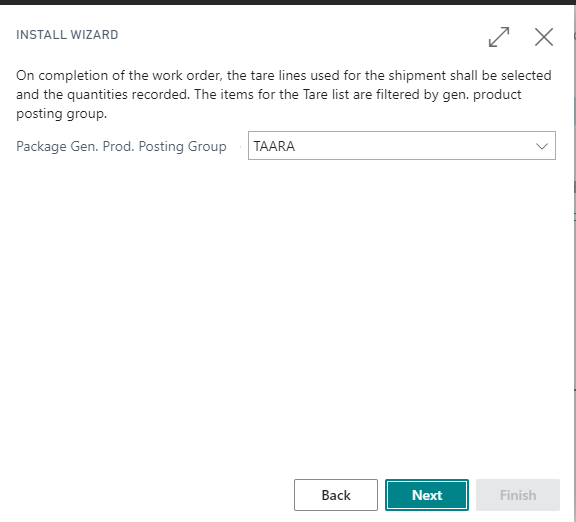 INSTALL WIZARD
On completion of the work order, the tare lines used for the shipment shall be selected
and the quantities recorded. The items for the Tare list are filtered by gen. product
posting group.
Package Gen. Prod. Posting Group TAARA
Back Next Finish